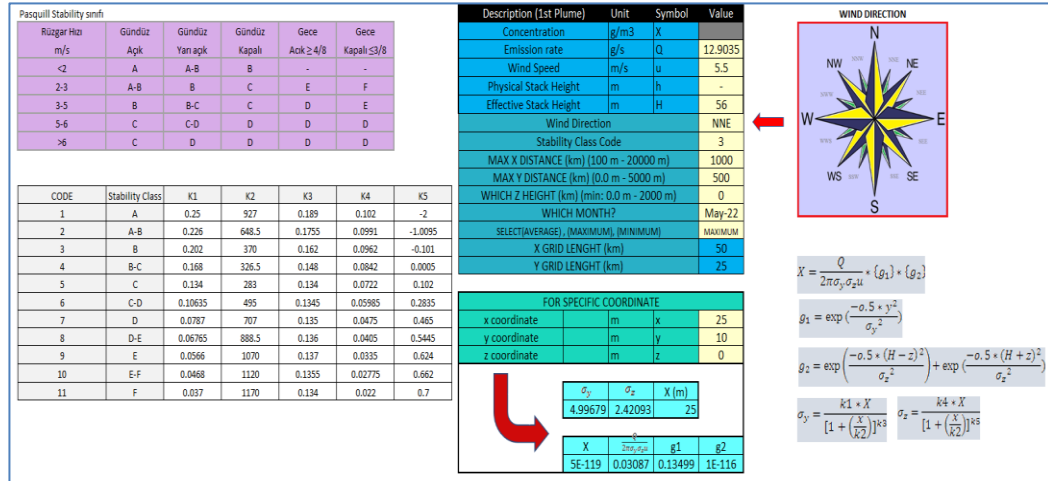 Pasquill Stability sınıfı
Rüzgar Hızı Gündüz Gündüz Gündüz Gece Gece
m/s Açık Yarı açık Kapalı Acık ≥ 4/8 Kapalı ≤3/8
<2 A A-B B - -
2-3 A-B B C E F
3-5 B B-C C D E
5-6 C C-D D D D
>6 C D D D D
CODE Stability Class K1 K2 K3 K4 K5
1 A 0.25 927 0.189 0.102 -2
2 A-B 0.226 648.5 0.1755 0.0991 -1.0095
3 B 0.202 370 0.162 0.0962 -0.101
4 B-C 0.168 326.5 0.148 0.0842 0.0005
5 C 0.134 283 0.134 0.0722 0.102
6 C-D 0.10635 495 0.1345 0.05985 0.2835
7 D 0.0787 707 0.135 0.0475 0.465
8 D-E 0.06765 888.5 0.136 0.0405 0.5445
9 E 0.0566 1070 0.137 0.0335 0.624
10 E-F 0.0468 1120 0.1355 0.02775 0.662
11 F 0.037 1170 0.134 0.022 0.7
Description (1st Plume) Unit Symbol Value
Concentration g/m3 X
Emission rate g/s Q 12.9035
Wind Speed m/s u 5.5
Physical Stack Height m h -
Effective Stack Height m H 56
Wind Direction NNE
Stability Class Code 3
MAX X DISTANCE (km) (100 m - 20000 m) 1000
MAX Y DISTANCE (km) (0.0 m - 5000 m) 500
WHICH Z HEIGHT (km) (min: 0.0 m - 2000 m) 0
WHICH MONTH? May-22
SELECT(AVERAGE) , (MAXIMUM), (MINIMUM) MAXIMUM
X GRID LENGHT (km) 50
Y GRID LENGHT (km) 25
FOR SPECIFIC COORDINATE
x coordinate m x 25
y coordinate m y 10
z coordinate m z 0
σy σz X (m)
4.99679 2.42093 25
X Q/2πσyσzu g1 g2
5E-119 0.03087 0.13499 1E-116
WIND DIRECTION
N
NW NE
W E
WS SE
S
X = Q/2πσyσzu * {g1} * {g2}
g1 = exp (−o.5 * y²/σy²)
g2 = exp (−o.5 * (H − z)²/σz²) + exp (−o.5 * (H + z)²/σz²)
σy = k1 * X/[1 + (X/k2)]^k3 σz = k4 * X/[1 + (X/k2)]^k5